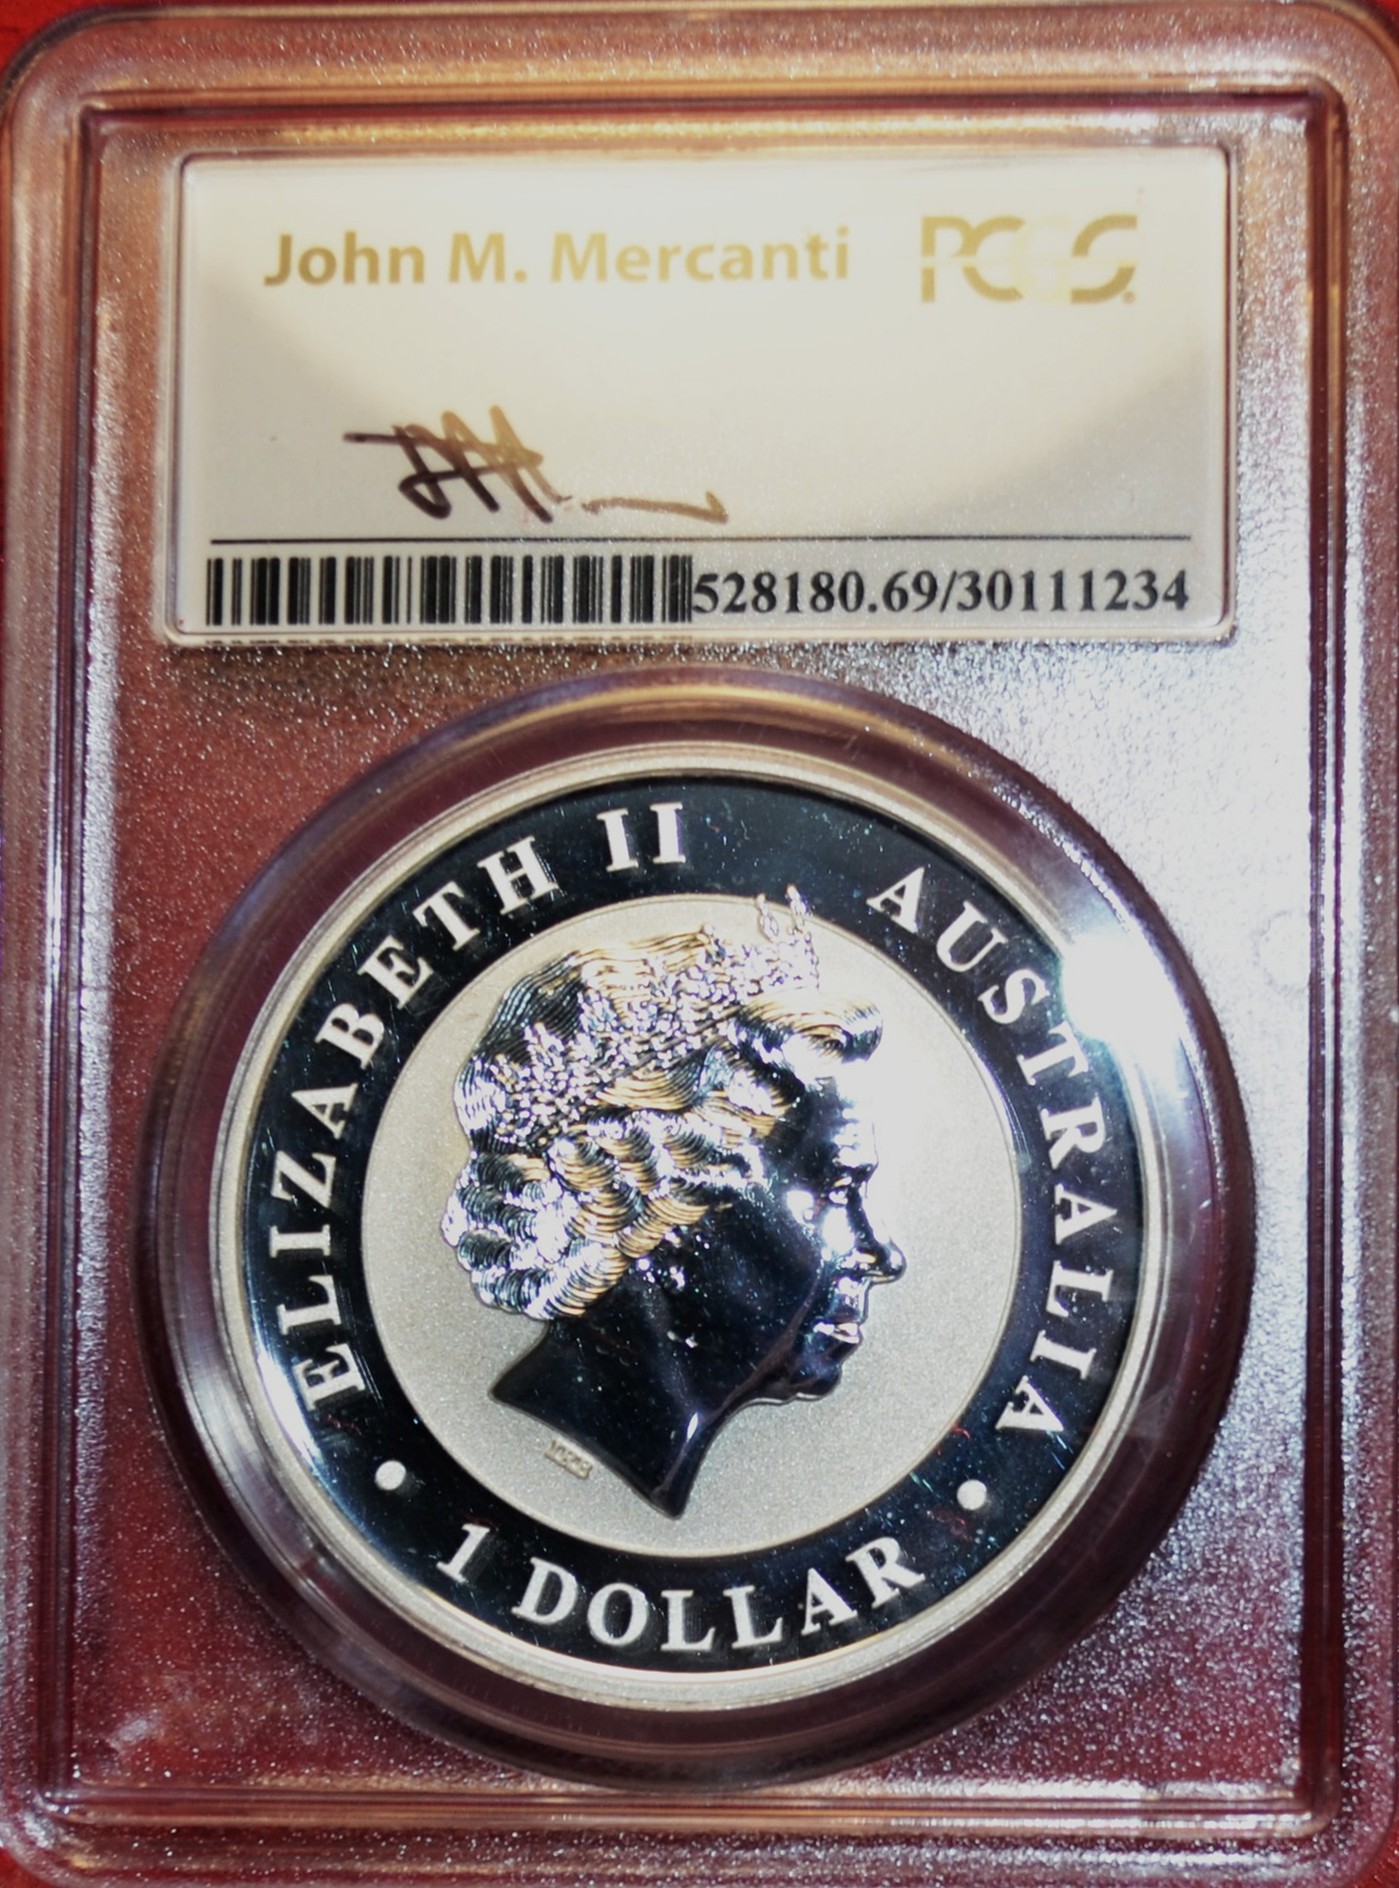 John M. Mercanti PCGS
528180.69/30111234
ELIZABETH II AUSTRALIA
1 DOLLAR